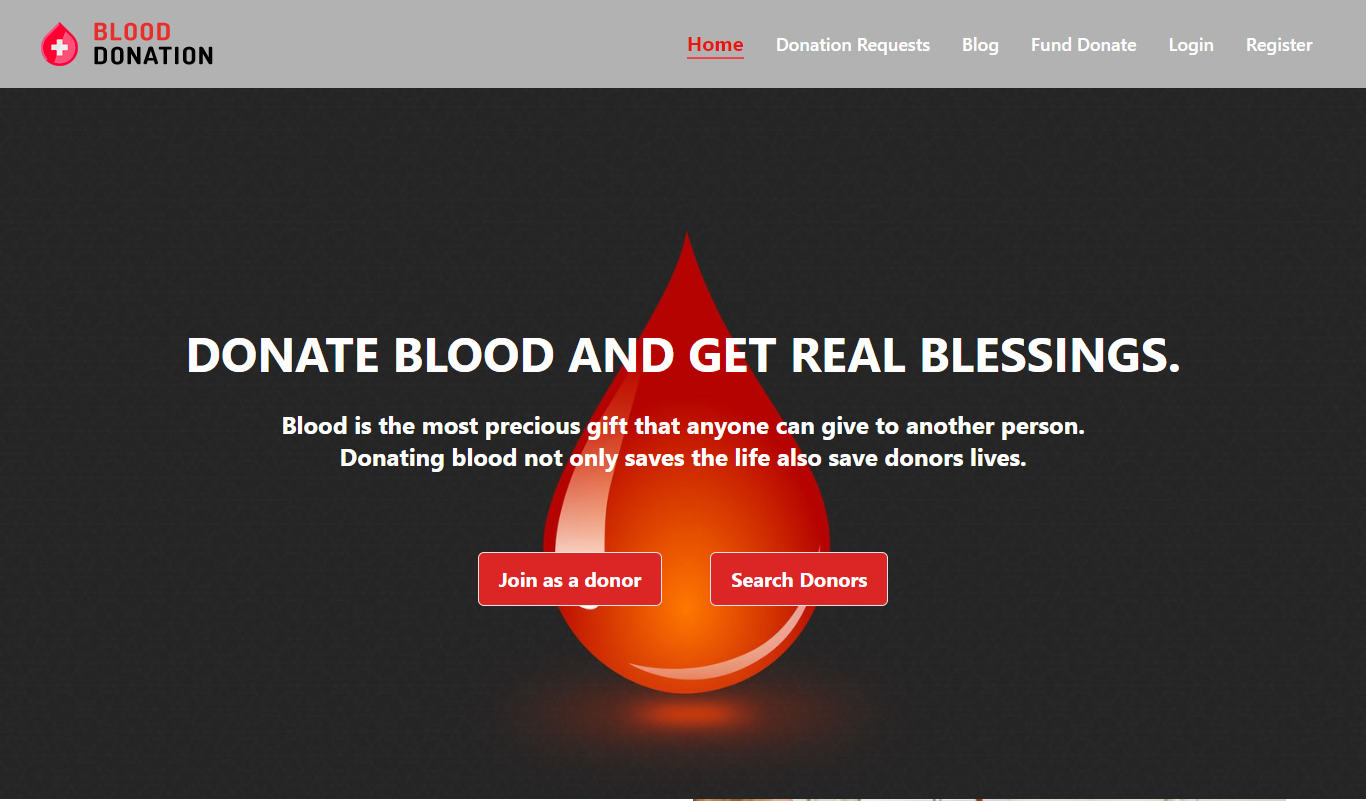 BLOOD
DONATION
Home Donation Requests Blog Fund Donate Login Register
DONATE BLOOD AND GET REAL BLESSINGS.
Blood is the most precious gift that anyone can give to another person.
Donating blood not only saves the life also save donors lives.
Join as a donor Search Donors